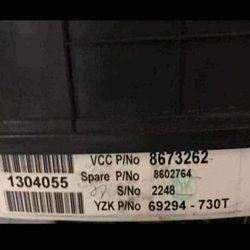 VCC P/No 8673262
1304055 Spare P/No 8602764
S/No 2248
YZK P/No 69294-730T